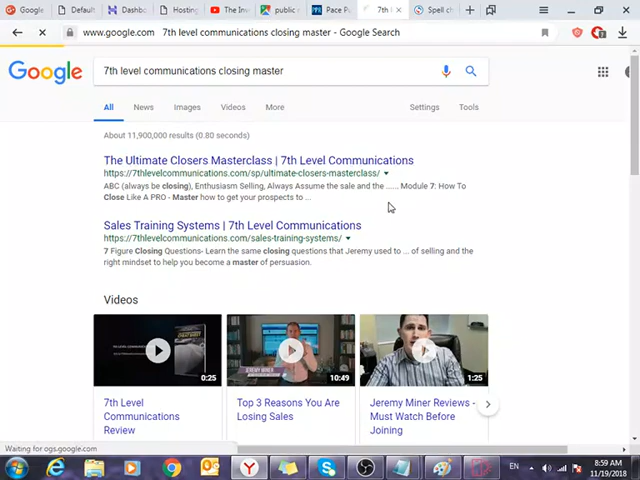 Google
Defaul
Dashbo
Hosting
The Inv
public r
Pace P
7th l
Spell ch
www.google.com 7th level communications closing master - Google Search
Google
7th level communications closing master
All News Images Videos More Settings Tools
About 11,900,000 results (0.80 seconds)
The Ultimate Closers Masterclass | 7th Level Communications
https://7thlevelcommunications.com/sp/ultimate-closers-masterclass/
ABC (always be closing), Enthusiasm Selling, Always Assume the sale and the ...... Module 7: How To
Close Like A PRO - Master how to get your prospects to ...
Sales Training Systems | 7th Level Communications
https://7thlevelcommunications.com/sales-training-systems/
7 Figure Closing Questions- Learn the same closing questions that Jeremy used to ... of selling and the
right mindset to help you become a master of persuasion.
Videos
0:25
10:49
1:25
7th Level
Communications
Review
Top 3 Reasons You Are
Losing Sales
Jeremy Miner Reviews -
Must Watch Before
Joining
Waiting for ogs.google.com
EN
8:59 AM
11/19/2018